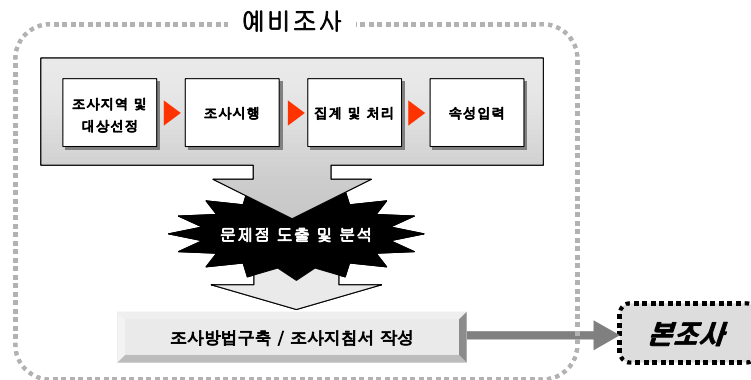 예비조사
조사지역 및
대상선정
조사시행
집계 및 처리
속성입력
문제점 도출 및 분석
조사방법구축 / 조사지침서 작성
본조사